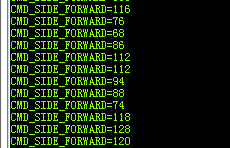 CMD_SIDE_FORWARD=116
CMD_SIDE_FORWARD=76
CMD_SIDE_FORWARD=68
CMD_SIDE_FORWARD=86
CMD_SIDE_FORWARD=112
CMD_SIDE_FORWARD=112
CMD_SIDE_FORWARD=94
CMD_SIDE_FORWARD=88
CMD_SIDE_FORWARD=74
CMD_SIDE_FORWARD=118
CMD_SIDE_FORWARD=128
CMD_SIDE_FORWARD=120